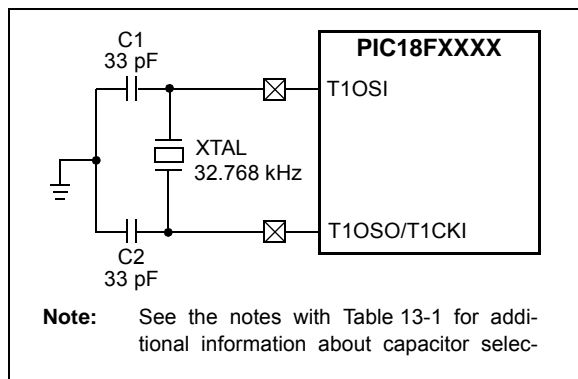 C1
33 pF
PIC18FXXXX
T1OSI
XTAL
32.768 kHz
T1OSO/T1CKI
C2
33 pF
Note: See the notes with Table 13-1 for addi-
tional information about capacitor selec-